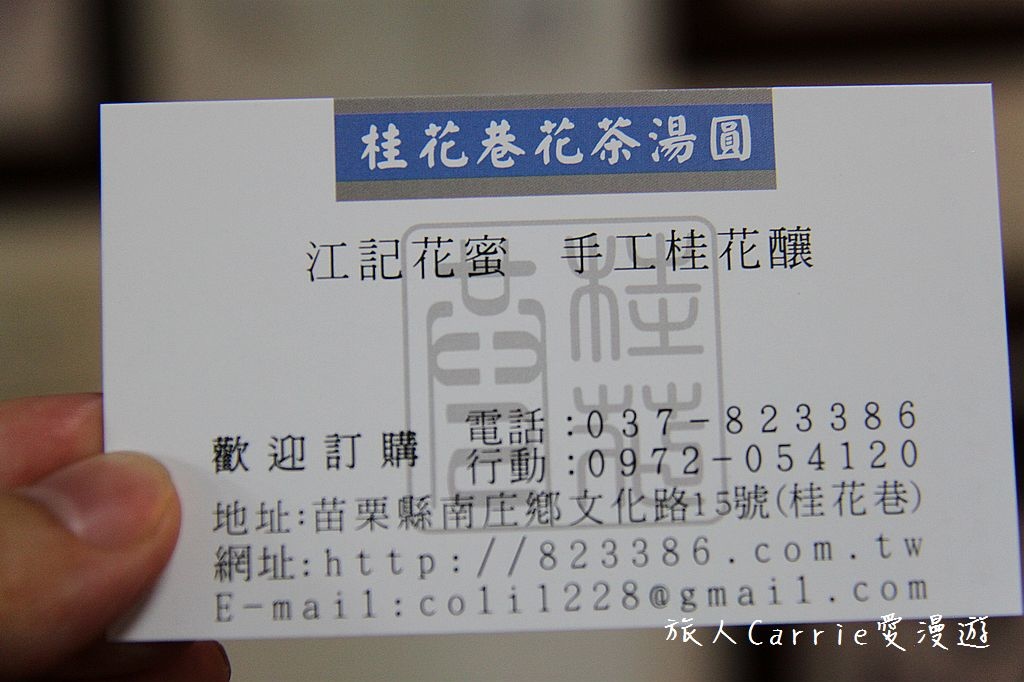 桂花巷花茶湯圓
江記花蜜　手工桂花釀
桂花巷
歡迎訂購
電話:037-823386
行動:0972-054120
地址:苗栗縣南庄鄉文化路15號(桂花巷)
網址:http://823386.com.tw
E-mail:coli1228@gmail.com
旅人Carrie愛漫遊